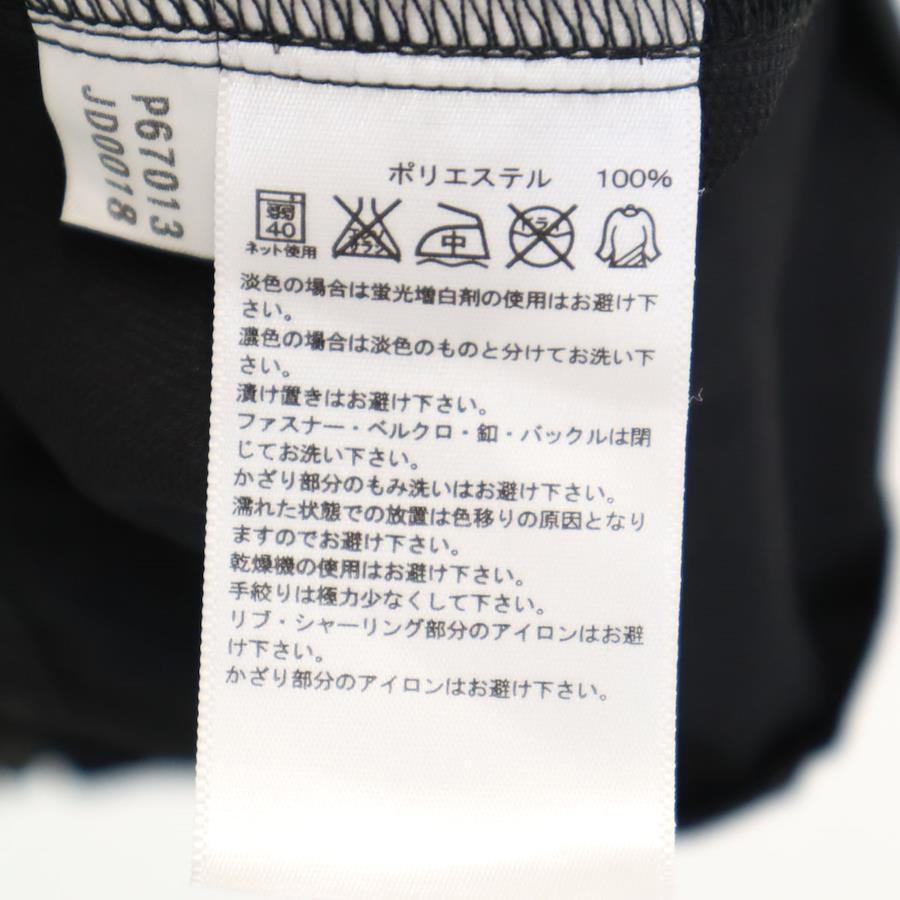 P67013
JD0018
ポリエステル 100%
弱
40
ネット使用
エンソ
サラシ
中
ドライ
淡色の場合は蛍光増白剤の使用はお避け下
さい。
濃色の場合は淡色のものと分けてお洗い下
さい。
漬け置きはお避け下さい。
ファスナー・ベルクロ・釦・バックルは閉
じてお洗い下さい。
かざり部分のもみ洗いはお避け下さい。
濡れた状態での放置は色移りの原因となり
ますのでお避け下さい。
乾燥機の使用はお避け下さい。
手絞りは極力少なくして下さい。
リブ・シャーリング部分のアイロンはお避
け下さい。
かざり部分のアイロンはお避け下さい。